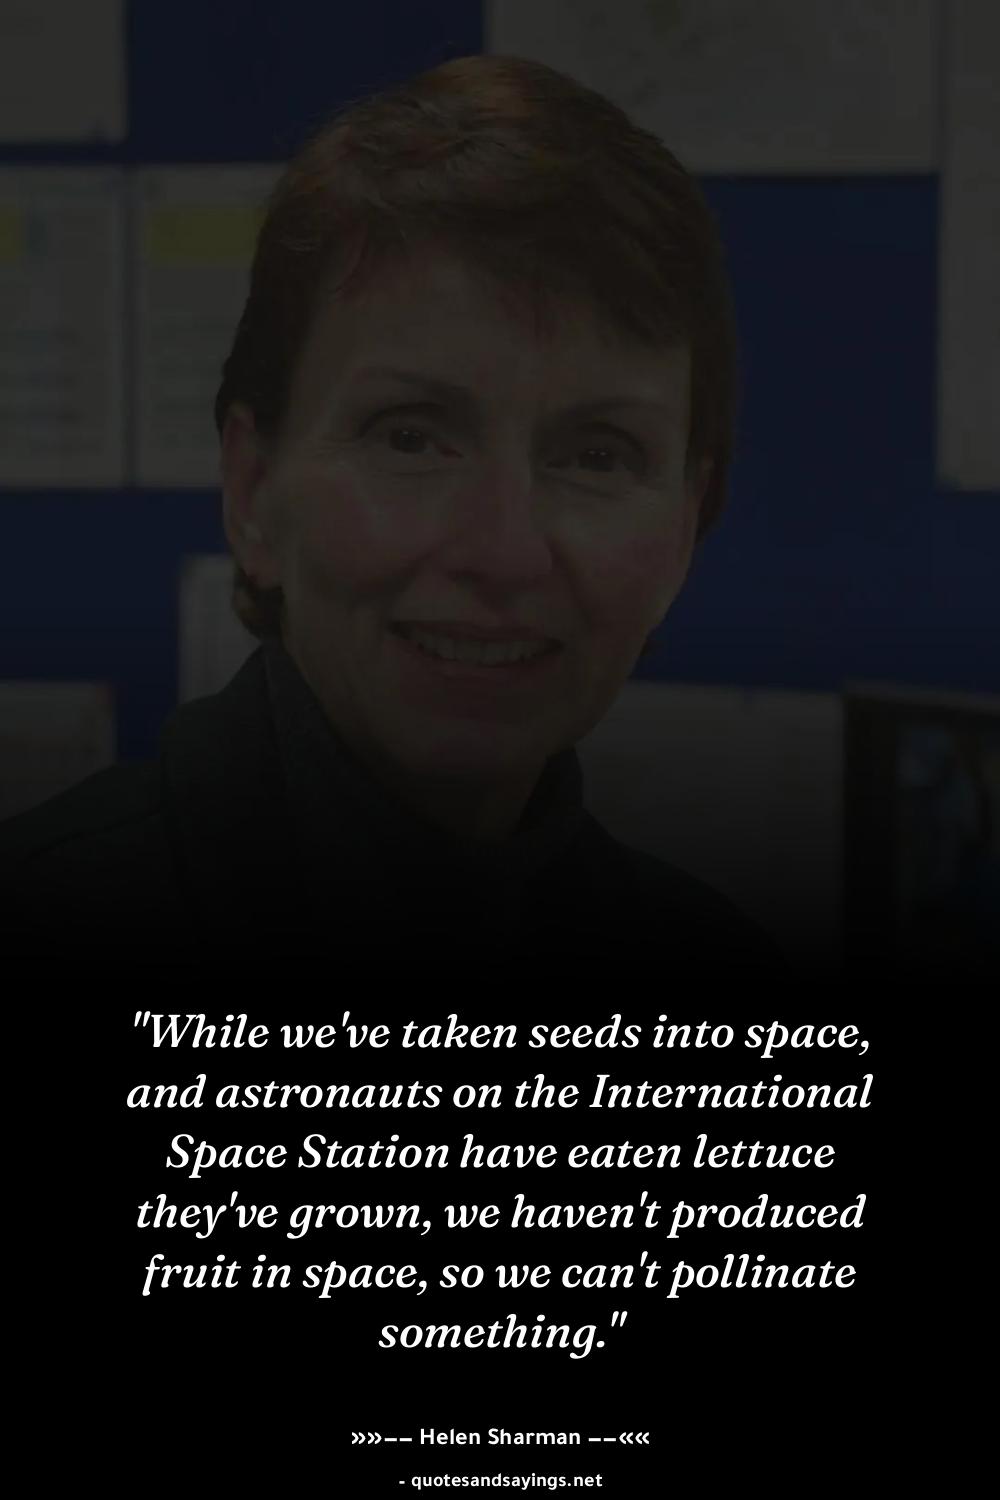 "While we've taken seeds into space,
and astronauts on the International
Space Station have eaten lettuce
they've grown, we haven't produced
fruit in space, so we can't pollinate
something."
»»−− Helen Sharman −−««
- quotesandsayings.net